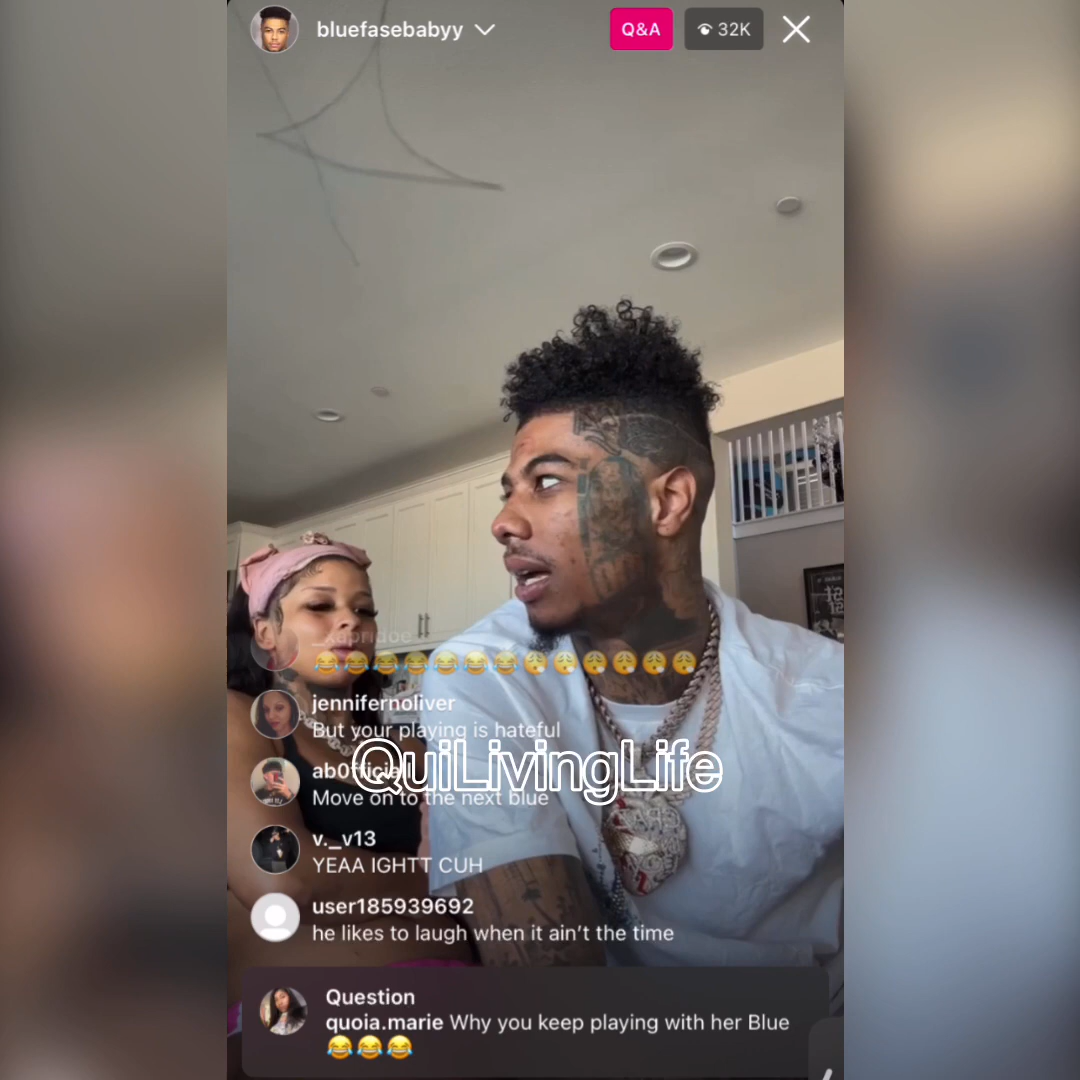 bluefasebabyy
Q&A
32K
_kapridoe
😂😂😂😂😂😂😂😮‍💨😮‍💨😮‍💨😮‍💨😮‍💨😮‍💨
jennifernoliver
But your playing is hateful
QuiLivingLife
ab0fficial
Move on to the next blue
v._v13
YEAA IGHTT CUH
user185939692
he likes to laugh when it ain't the time
Question
quoia.marie Why you keep playing with her Blue
😂😂😂